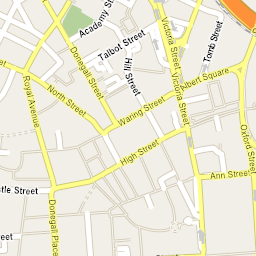 Academy Street
Donegall Street
Talbot Street
Hill
Street
Victoria Street
Tomb Street
Royal Avenue
North Street
Albert Square
Waring Street
Victoria Street
Oxford Street
High Street
Ann Street
tle Street
Donegall Place